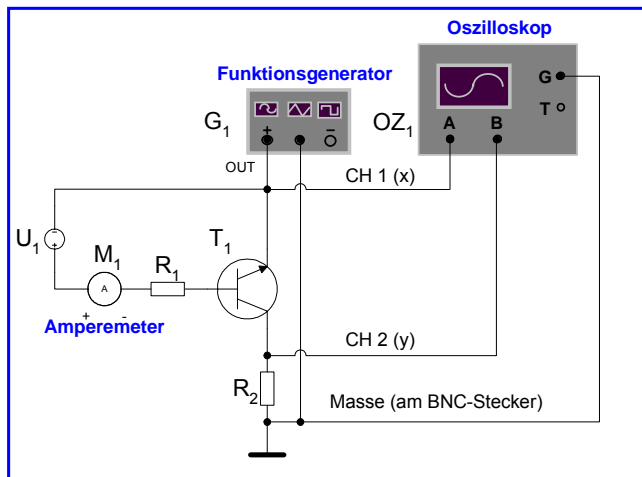 Oszilloskop
Funktionsgenerator
G
G1
OZ1
T
A B
+ −
OUT
CH 1 (x)
U1
- +
T1
M1
R1
A
+ -
Amperemeter
CH 2 (y)
R2
Masse (am BNC-Stecker)